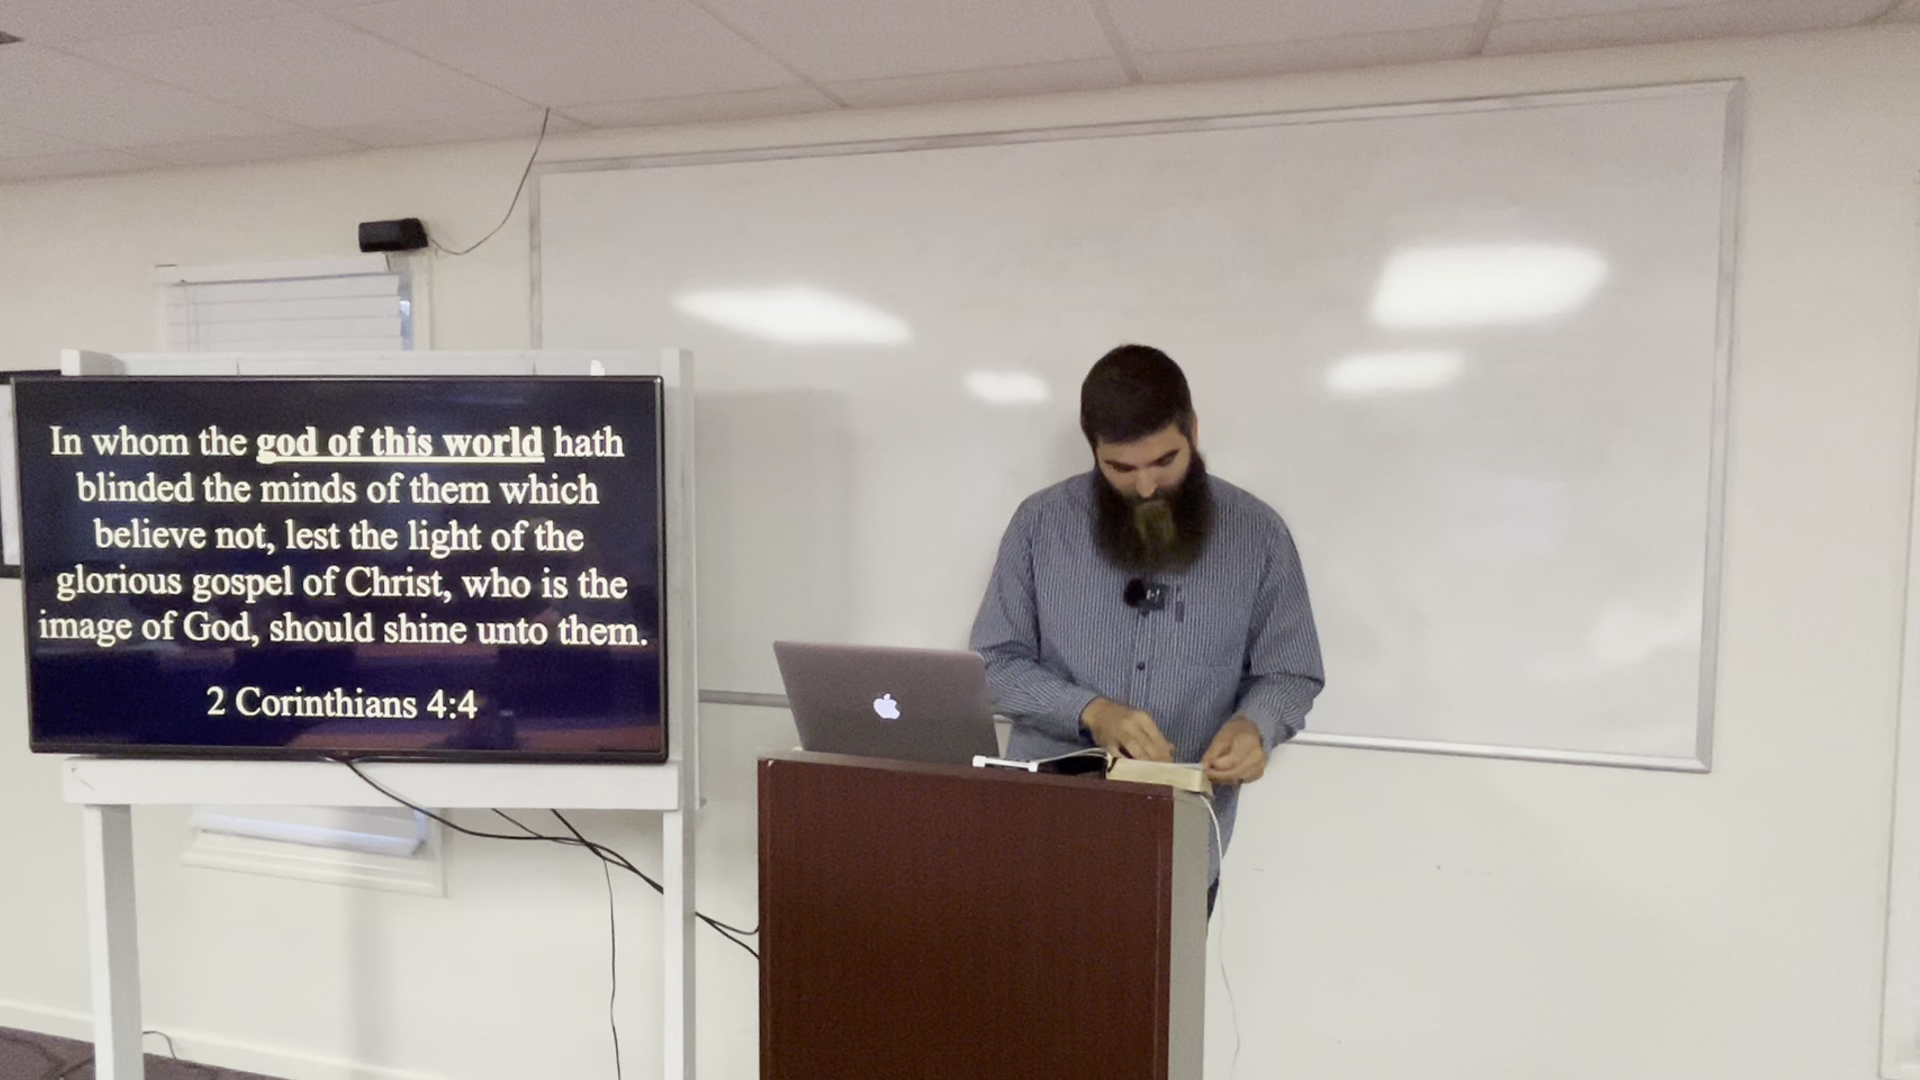 In whom the god of this world hath
blinded the minds of them which
believe not, lest the light of the
glorious gospel of Christ, who is the
image of God, should shine unto them.
2 Corinthians 4:4